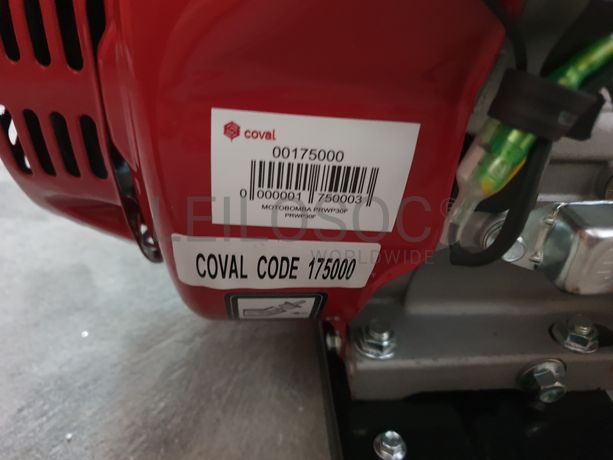 coval
00175000
0 000001 750003
MOTOBOMBA PRWP30F
PRWP30F
LEILOSOC
WORLDWIDE
COVAL CODE 175000